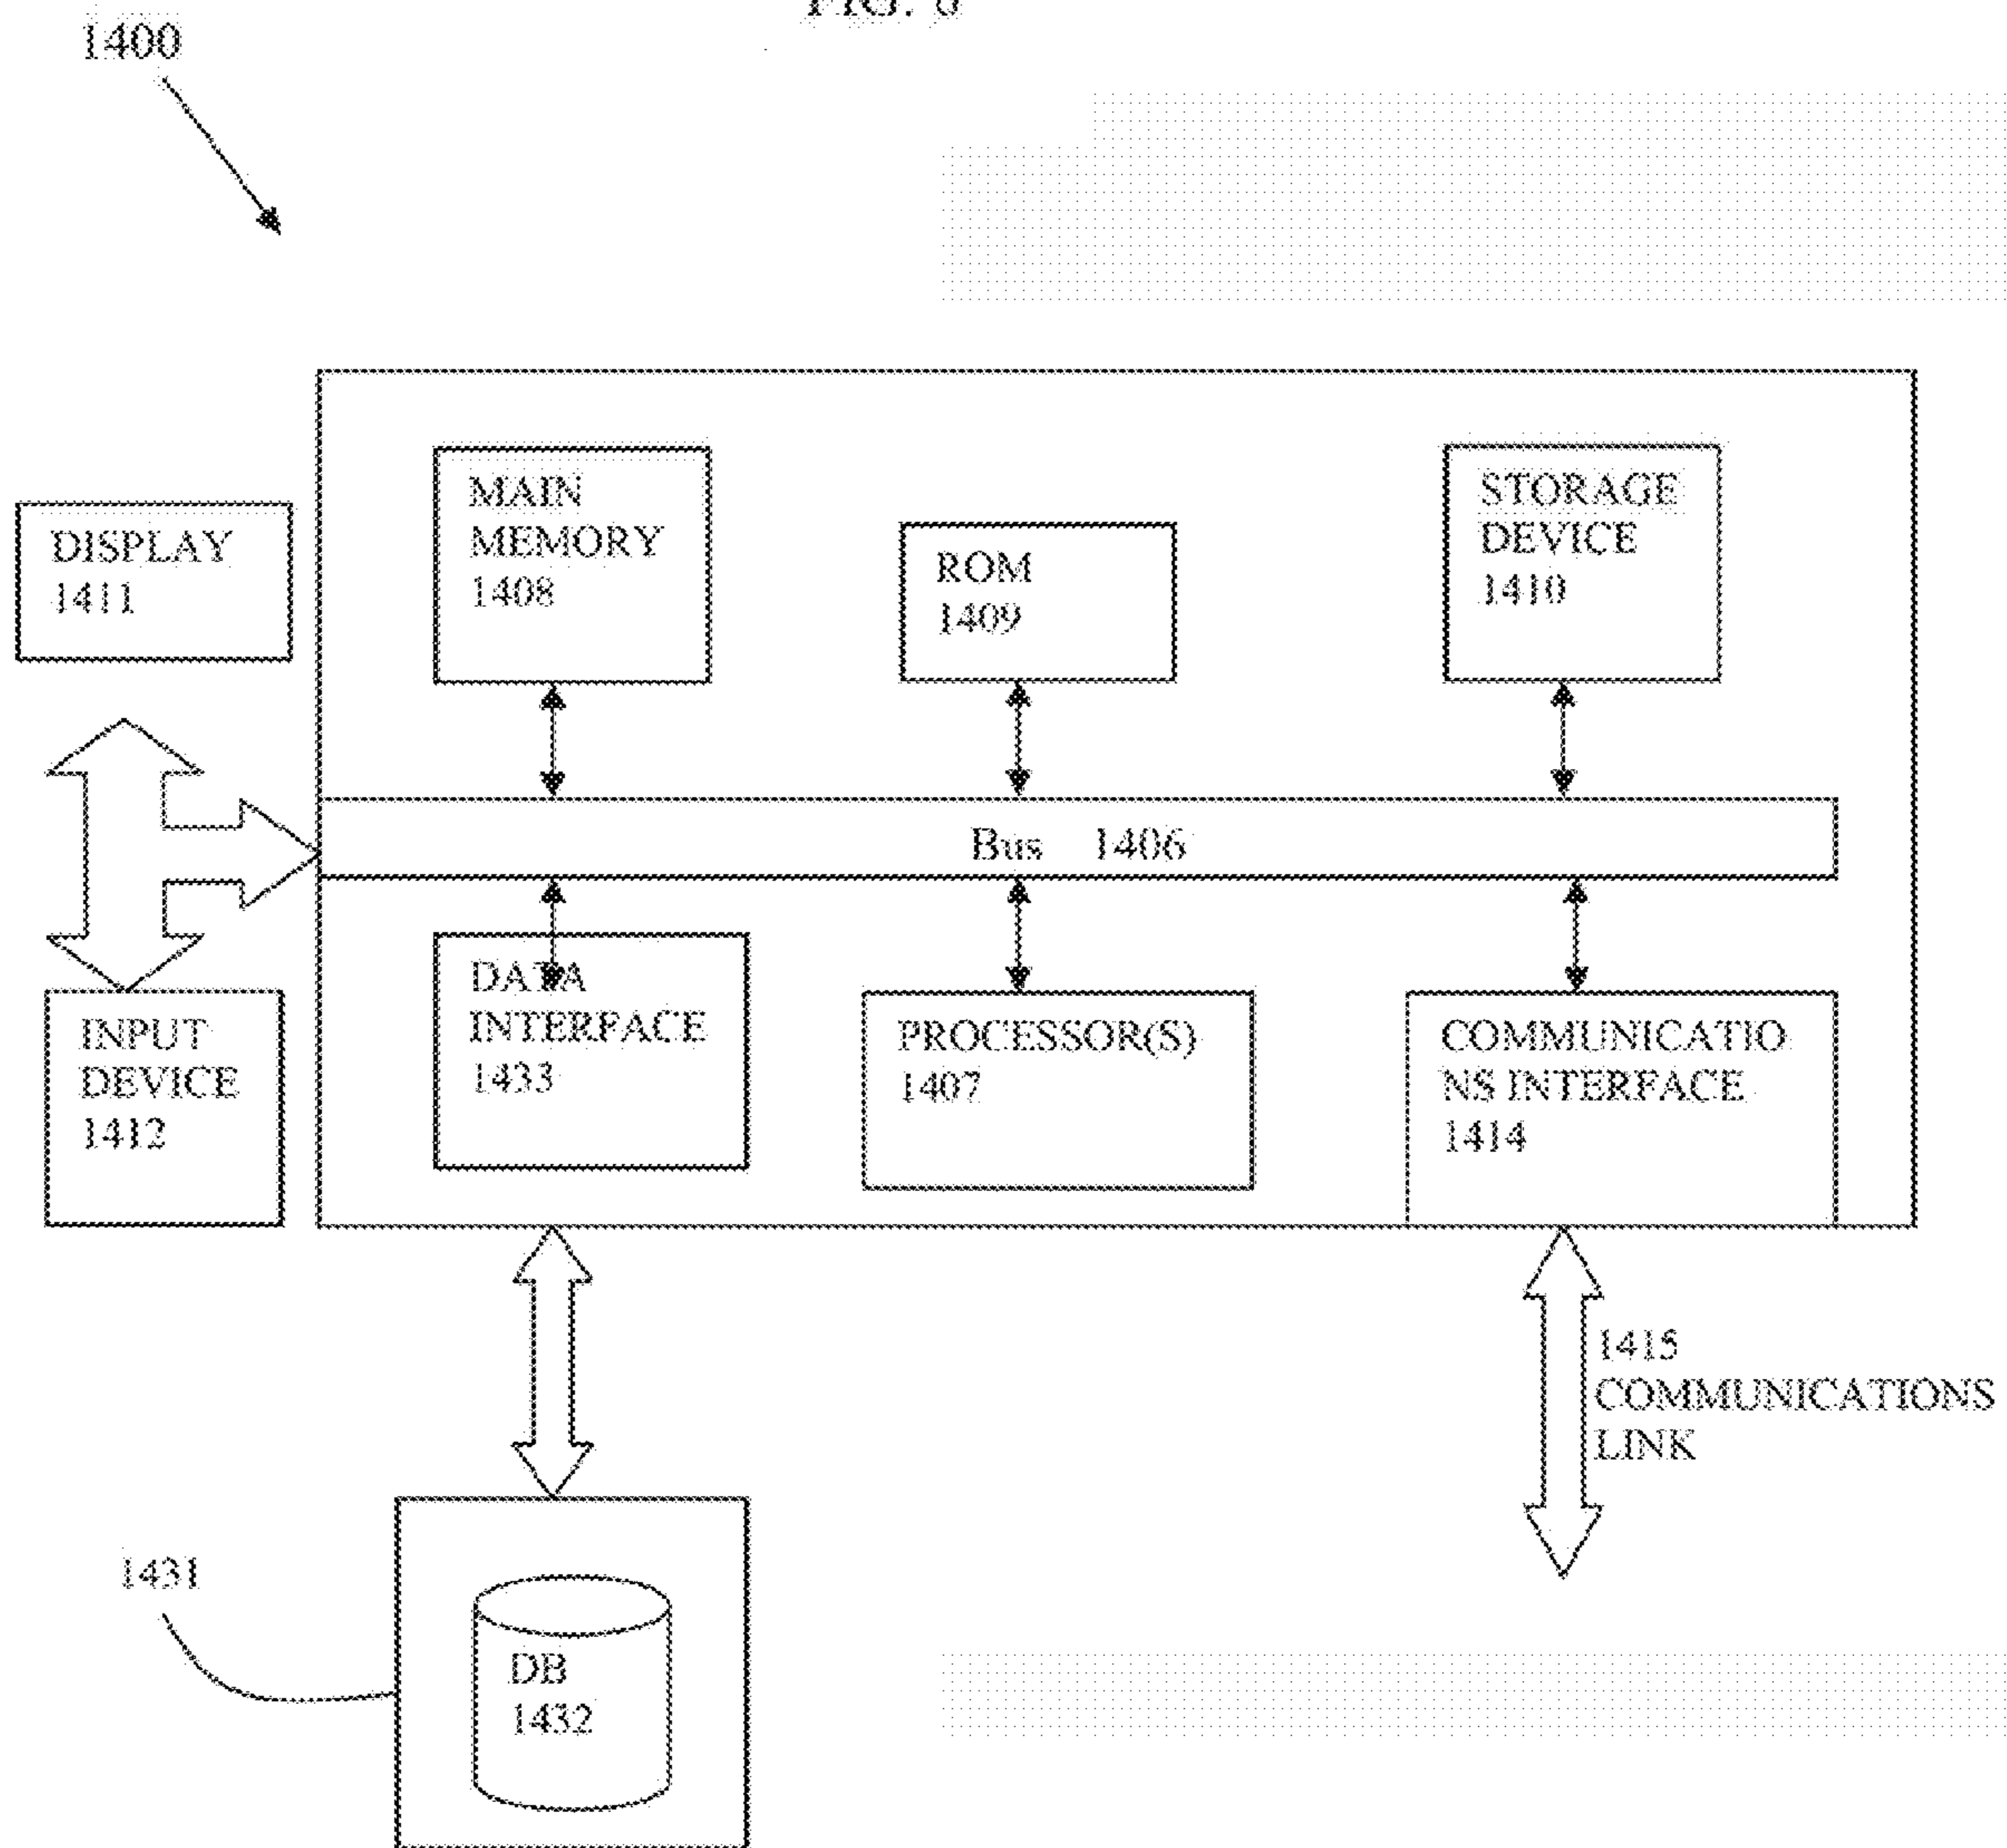 1400
MAIN
MEMORY
1408
STORAGE
DEVICE
1410
DISPLAY
1411
ROM
1409
Bus 1406
DATA
INTERFACE
1433
INPUT
DEVICE
1412
PROCESSOR(S)
1407
COMMUNICATIO
NS INTERFACE
1414
1415
COMMUNICATIONS
LINK
1431
DB
1432